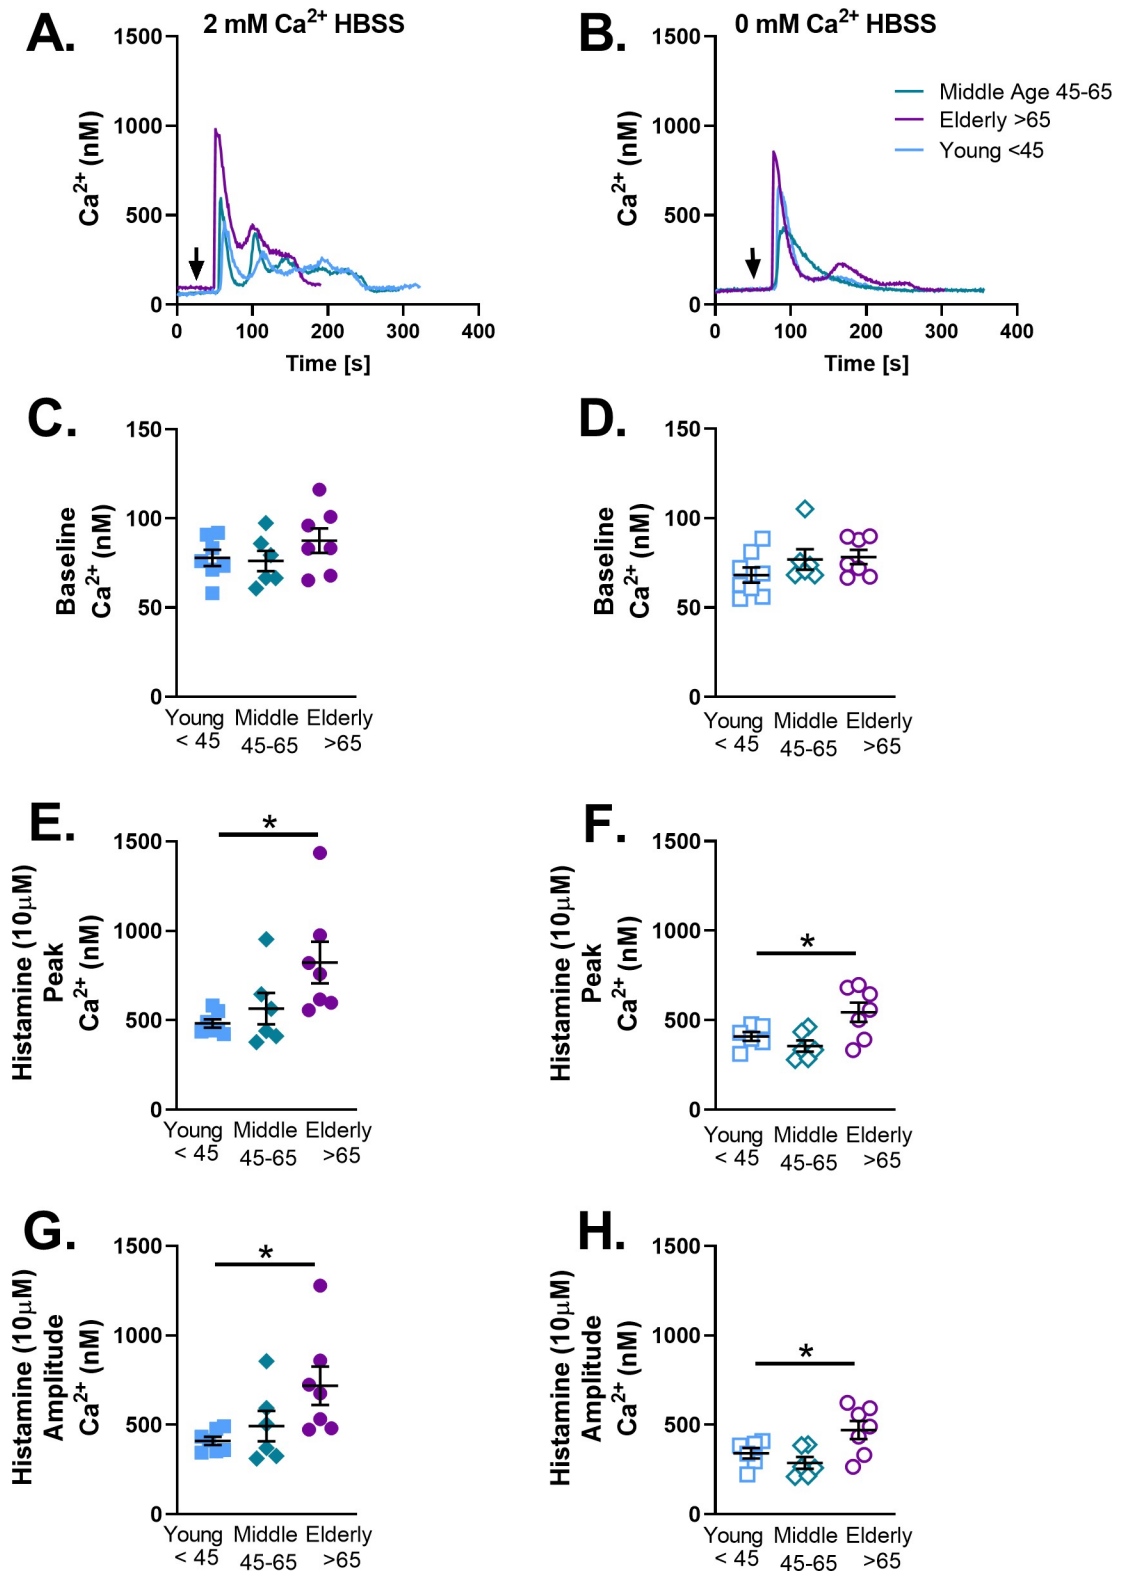 A.
2 mM Ca²⁺ HBSS
1500
1000
500
0
Ca²⁺ (nM)
0 100 200 300 400
Time [s]
B.
0 mM Ca²⁺ HBSS
1500
1000
500
0
Ca²⁺ (nM)
0 100 200 300 400
Time [s]
Middle Age 45-65
Elderly >65
Young <45
C.
150
100
50
0
Baseline
Ca²⁺ (nM)
Young Middle Elderly
< 45 45-65 >65
D.
150
100
50
0
Baseline
Ca²⁺ (nM)
Young Middle Elderly
< 45 45-65 >65
E.
*
1500
1000
500
0
Histamine (10µM)
Peak
Ca²⁺ (nM)
Young Middle Elderly
< 45 45-65 >65
F.
*
1500
1000
500
0
Histamine (10µM)
Peak
Ca²⁺ (nM)
Young Middle Elderly
< 45 45-65 >65
G.
*
1500
1000
500
0
Histamine (10µM)
Amplitude
Ca²⁺ (nM)
Young Middle Elderly
< 45 45-65 >65
H.
*
1500
1000
500
0
Histamine (10µM)
Amplitude
Ca²⁺ (nM)
Young Middle Elderly
< 45 45-65 >65